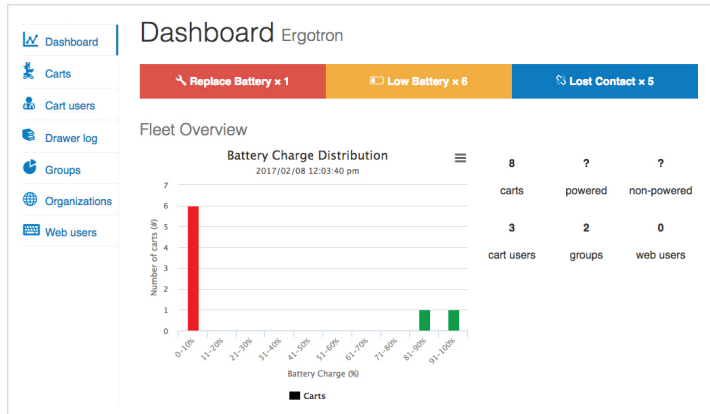 Dashboard
Carts
Cart users
Drawer log
Groups
Organizations
Web users
Dashboard Ergotron
Replace Battery × 1
Low Battery × 6
Lost Contact × 5
Fleet Overview
Battery Charge Distribution
2017/02/08 12:03:40 pm
Number of carts (#)
7
6
5
4
3
2
1
0
0-10%
11-20%
21-30%
31-40%
41-50%
51-60%
61-70%
71-80%
81-90%
91-100%
Battery Charge (%)
Carts
8 ? ?
carts powered non-powered
3 2 0
cart users groups web users